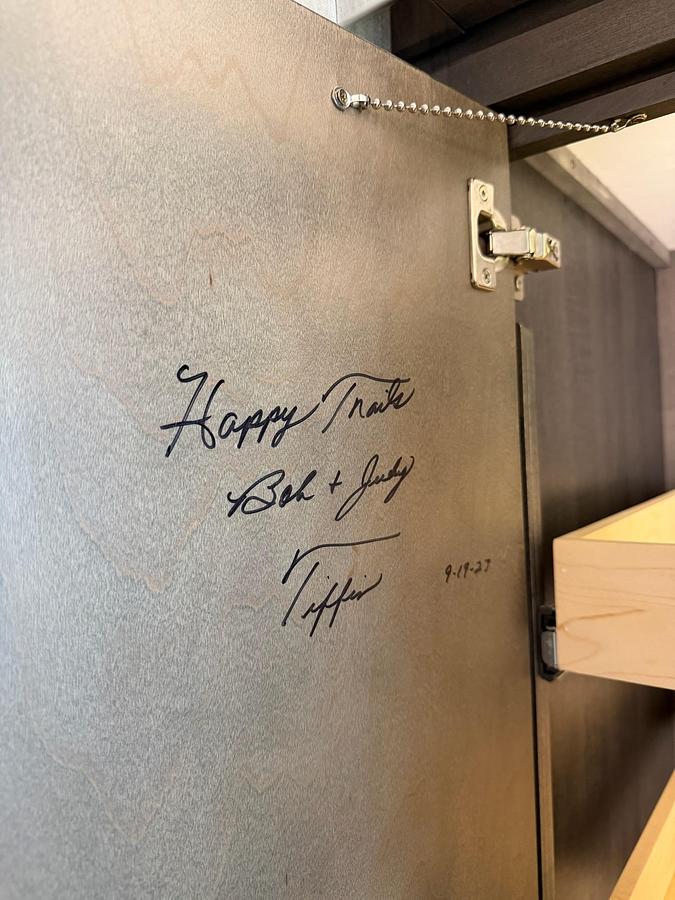 Happy Trails
Bob + Judy
Tiffin
9-19-23